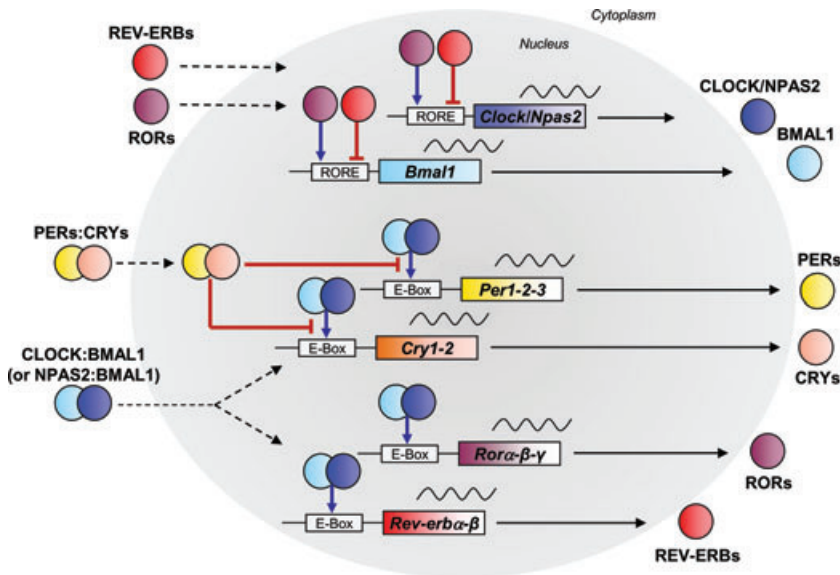 Cytoplasm
REV-ERBs
Nucleus
RORs
CLOCK/NPAS2
RORE
Clock/Npas2
BMAL1
RORE
Bmal1
PERs:CRYs
PERs
E-Box
Per1-2-3
CLOCK:BMAL1
(or NPAS2:BMAL1)
E-Box
Cry1-2
CRYs
E-Box
Rorα-β-γ
RORs
E-Box
Rev-erbα-β
REV-ERBs